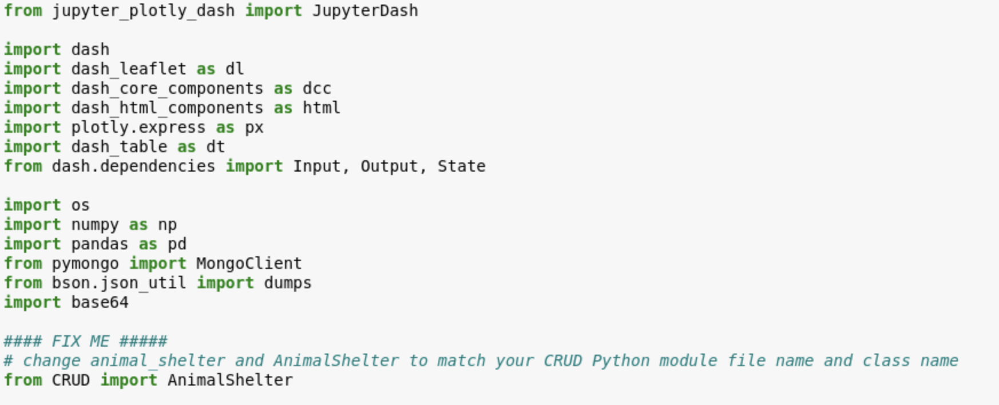 from jupyter_plotly_dash import JupyterDash
import dash
import dash_leaflet as dl
import dash_core_components as dcc
import dash_html_components as html
import plotly.express as px
import dash_table as dt
from dash.dependencies import Input, Output, State
import os
import numpy as np
import pandas as pd
from pymongo import MongoClient
from bson.json_util import dumps
import base64
#### FIX ME #####
# change animal_shelter and AnimalShelter to match your CRUD Python module file name and class name
from CRUD import AnimalShelter